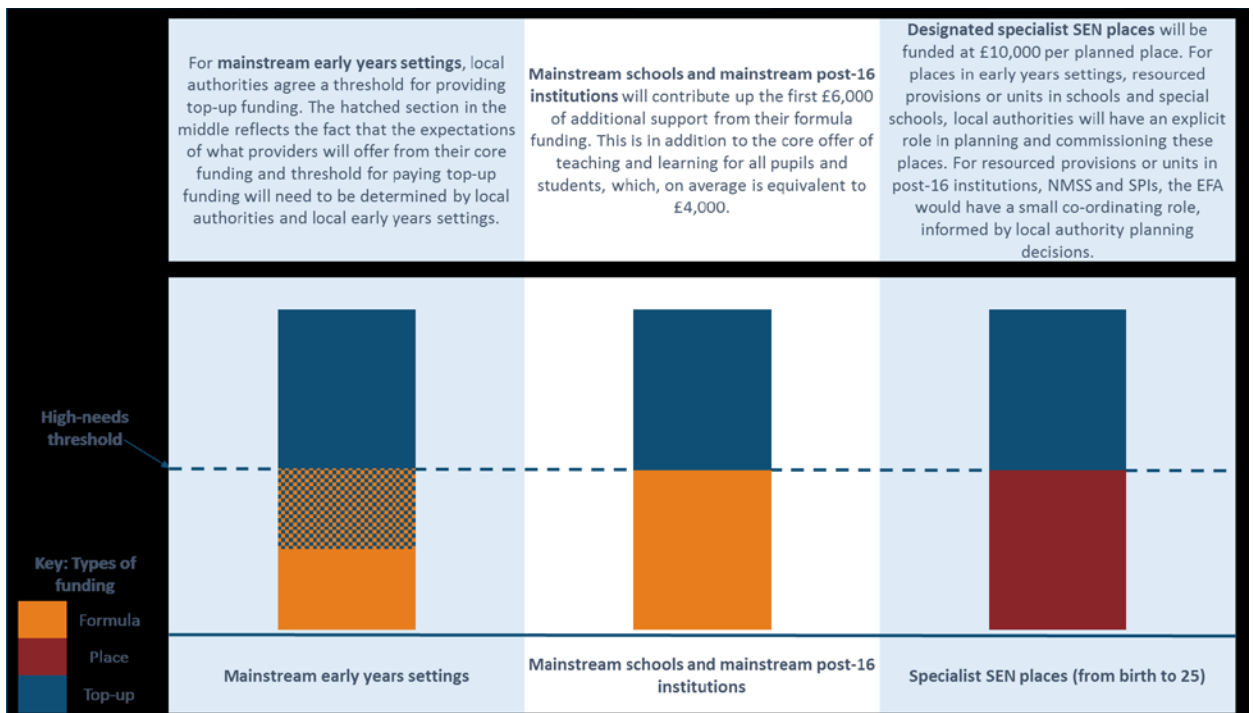 For mainstream early years settings, local
authorities agree a threshold for providing
top-up funding. The hatched section in the
middle reflects the fact that the expectations
of what providers will offer from their core
funding and threshold for paying top-up
funding will need to be determined by local
authorities and local early years settings.
Mainstream schools and mainstream post-16
institutions will contribute up the first £6,000
of additional support from their formula
funding. This is in addition to the core offer
of teaching and learning for all pupils and
students, which, on average is equivalent to
£4,000.
Designated specialist SEN places will be
funded at £10,000 per planned place. For
places in early years settings, resourced
provisions or units in schools and special
schools, local authorities will have an explicit
role in planning and commissioning these
places. For resourced provisions or units in
post-16 institutions, NMSS and SPIs, the EFA
would have a small co-ordinating role,
informed by local authority planning
decisions.
High-needs
threshold
Key: Types of
funding
Formula
Place
Top-up
Mainstream early years settings
Mainstream schools and mainstream post-16
institutions
Specialist SEN places (from birth to 25)